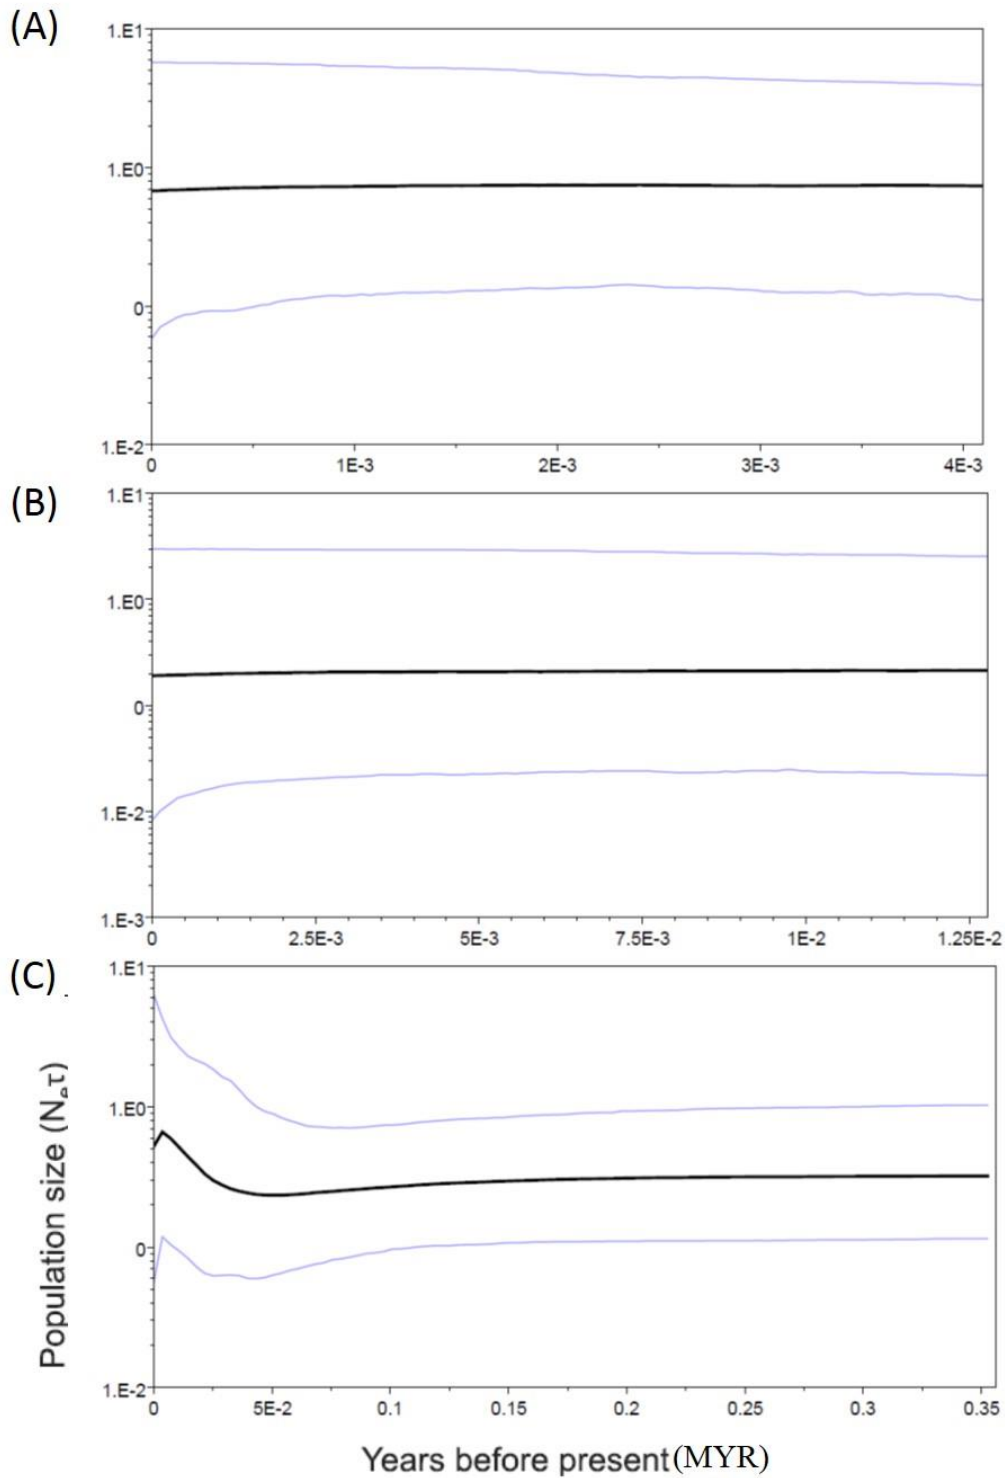 (A)
1.E1
1.E0
0
1.E-2
0 1E-3 2E-3 3E-3 4E-3
(B)
1.E1
1.E0
0
1.E-2
1.E-3
0 2.5E-3 5E-3 7.5E-3 1E-2 1.25E-2
(C)
1.E1
1.E0
0
1.E-2
0 5E-2 0.1 0.15 0.2 0.25 0.3 0.35
Population size (Neτ)
Years before present (MYR)